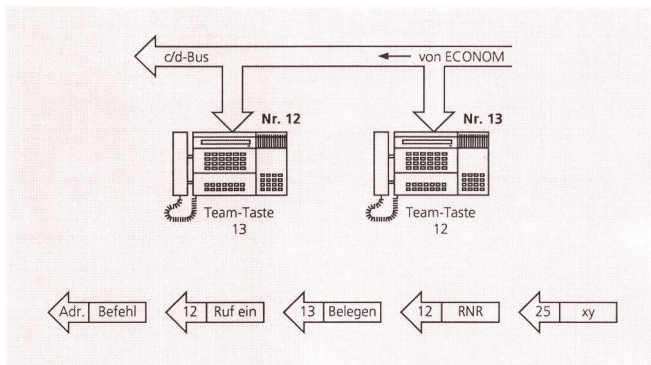 c/d-Bus
von ECONOM
Nr. 12
Nr. 13
Team-Taste
13
Team-Taste
12
Adr. Befehl
12 Ruf ein
13 Belegen
12 RNR
25 xy